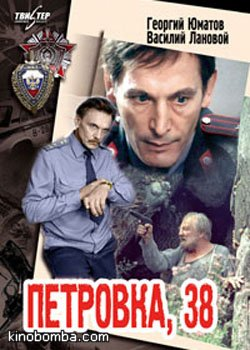 ТВИСТЕР
Георгий Юматов
Василий Лановой
ПЕТРОВКА, 38
kinobomba.com